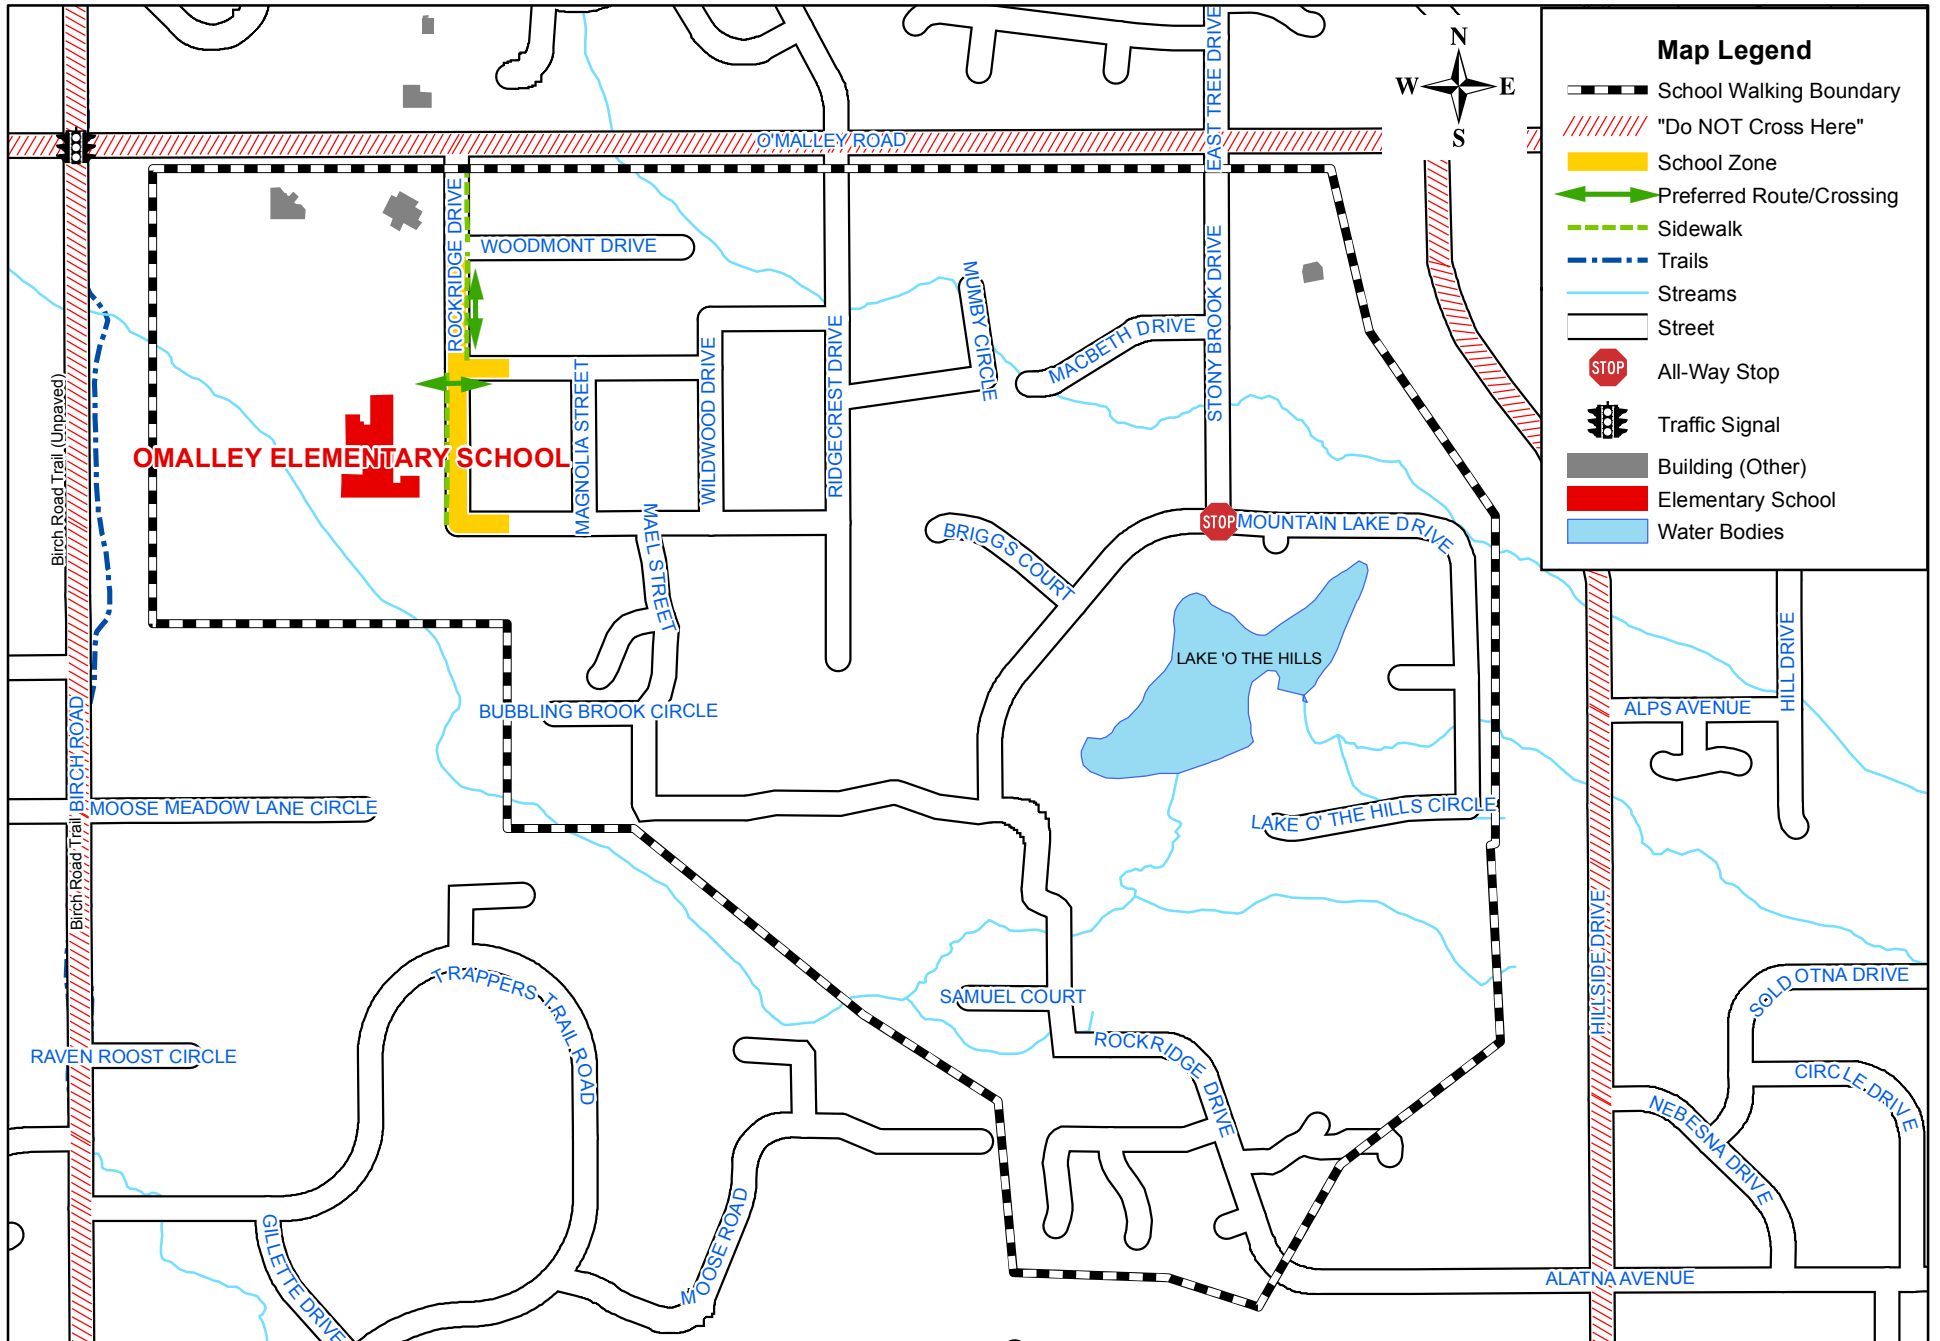 N
W E
S
Map Legend
School Walking Boundary
"Do NOT Cross Here"
School Zone
Preferred Route/Crossing
Sidewalk
Trails
Streams
Street
STOP
All-Way Stop
Traffic Signal
Building (Other)
Elementary School
Water Bodies
O'MALLEY ROAD
EAST TREE DRIVE
ROCKRIDGE DRIVE
WOODMONT DRIVE
MUMBY CIRCLE
MACBETH DRIVE
STONY BROOK DRIVE
RIDGECREST DRIVE
WILDWOOD DRIVE
MAGNOLIA STREET
OMALLEY ELEMENTARY SCHOOL
Birch Road Trail (Unpaved)
MAEL STREET
BRIGGS COURT
STOP
MOUNTAIN LAKE DRIVE
LAKE 'O THE HILLS
BUBBLING BROOK CIRCLE
HILL DRIVE
ALPS AVENUE
BIRCH ROAD
MOOSE MEADOW LANE CIRCLE
LAKE O' THE HILLS CIRCLE
Birch Road Trail
HILLSIDE DRIVE
TRAPPERS TRAIL ROAD
SAMUEL COURT
SOLDOTNA DRIVE
RAVEN ROOST CIRCLE
ROCKRIDGE DRIVE
CIRCLE DRIVE
NEBESNA DRIVE
GILLETTE DRIVE
MOOSE ROAD
ALATNA AVENUE